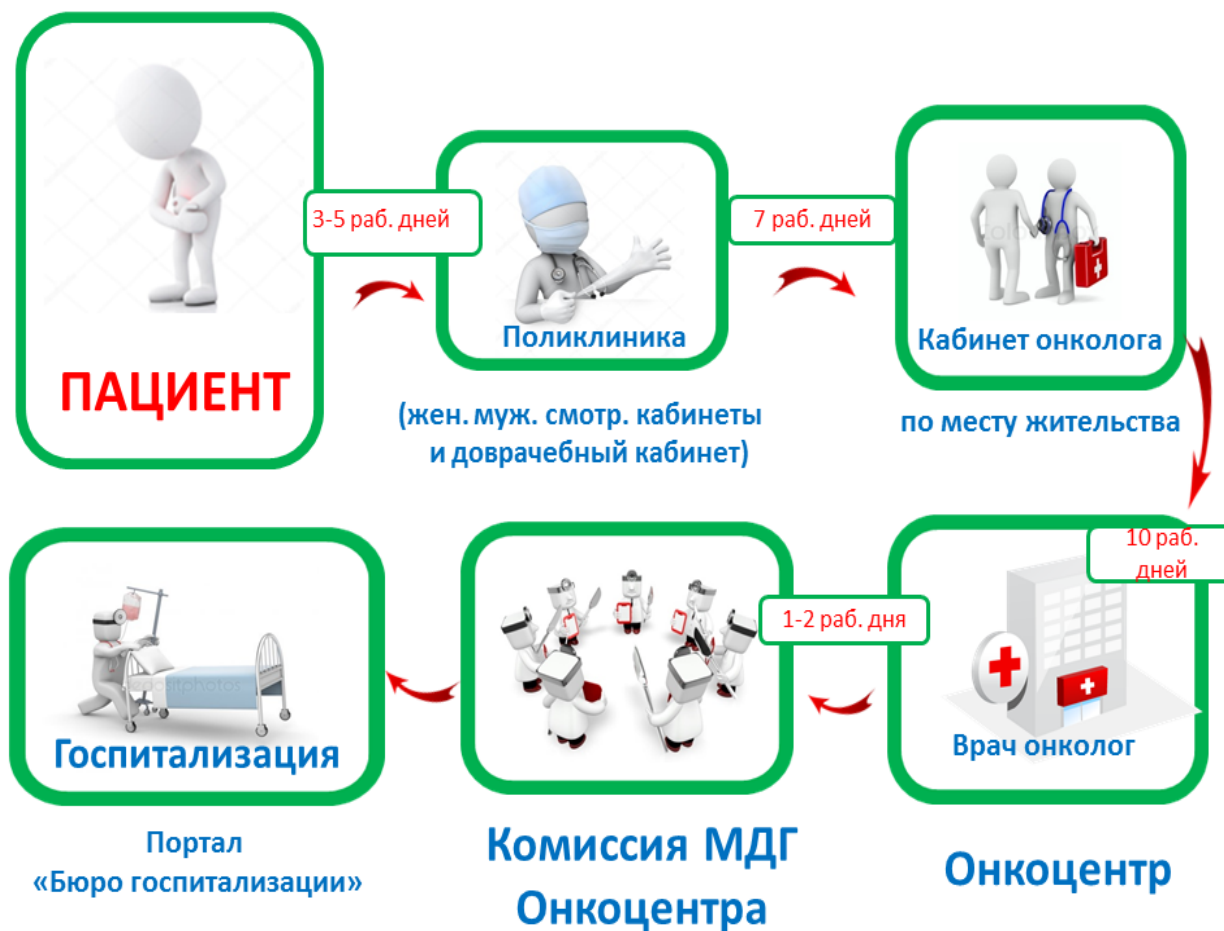 3-5 раб. дней
7 раб. дней
Поликлиника
Кабинет онколога
ПАЦИЕНТ
(жен. муж. смотр. кабинеты
и доврачебный кабинет)
по месту жительства
10 раб.
дней
1-2 раб. дня
Госпитализация
Врач онколог
Портал
«Бюро госпитализации»
Комиссия МДГ
Онкоцентра
Онкоцентр